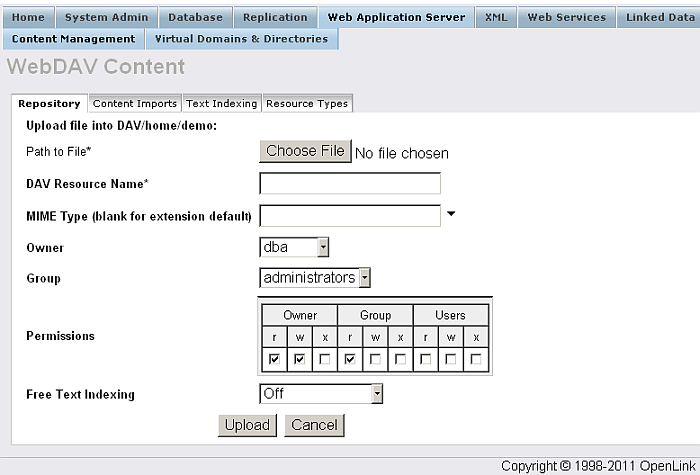 Home System Admin Database Replication Web Application Server XML Web Services Linked Data
Content Management Virtual Domains & Directories
WebDAV Content
Repository Content Imports Text Indexing Resource Types
Upload file into DAV/home/demo:
Path to File* Choose File No file chosen
DAV Resource Name*
MIME Type (blank for extension default)
Owner dba
Group administrators
Owner Group Users
r w x r w x r w x
Permissions
Free Text Indexing Off
Upload Cancel
Copyright © 1998-2011 OpenLink